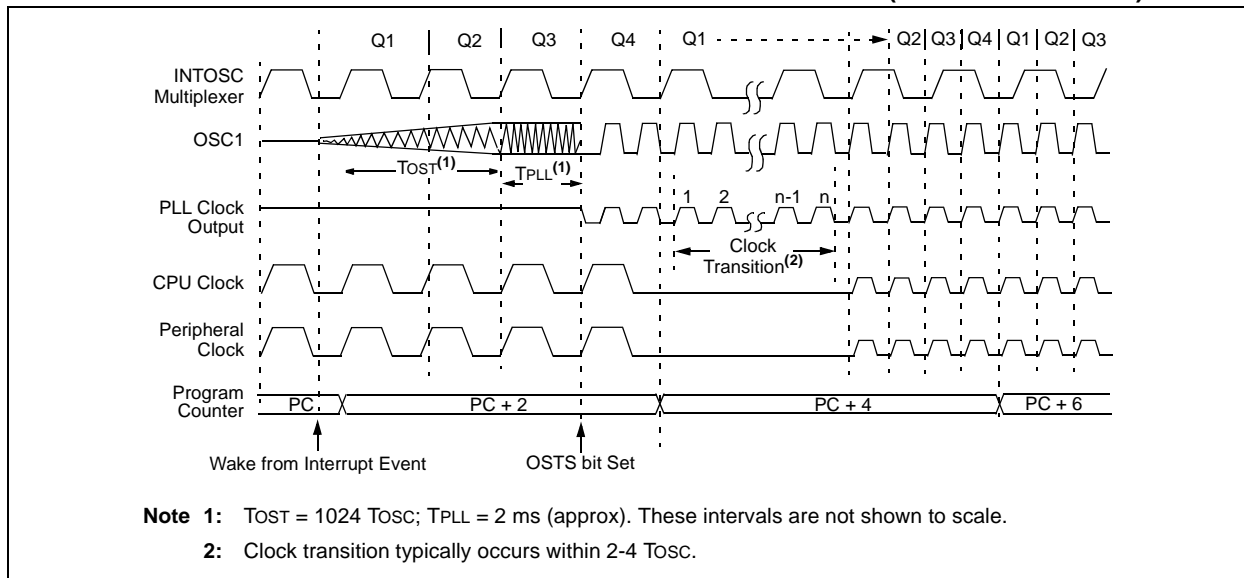 Q1 Q2 Q3 Q4 Q1 Q2 Q3 Q4 Q1 Q2 Q3
INTOSC
Multiplexer
OSC1
TOST(1)
TPLL(1)
1 2 n-1 n
PLL Clock
Output
Clock
Transition(2)
CPU Clock
Peripheral
Clock
Program
Counter
PC PC + 2 PC + 4 PC + 6
Wake from Interrupt Event OSTS bit Set
Note 1: TOST = 1024 TOSC; TPLL = 2 ms (approx). These intervals are not shown to scale.
2: Clock transition typically occurs within 2-4 TOSC.